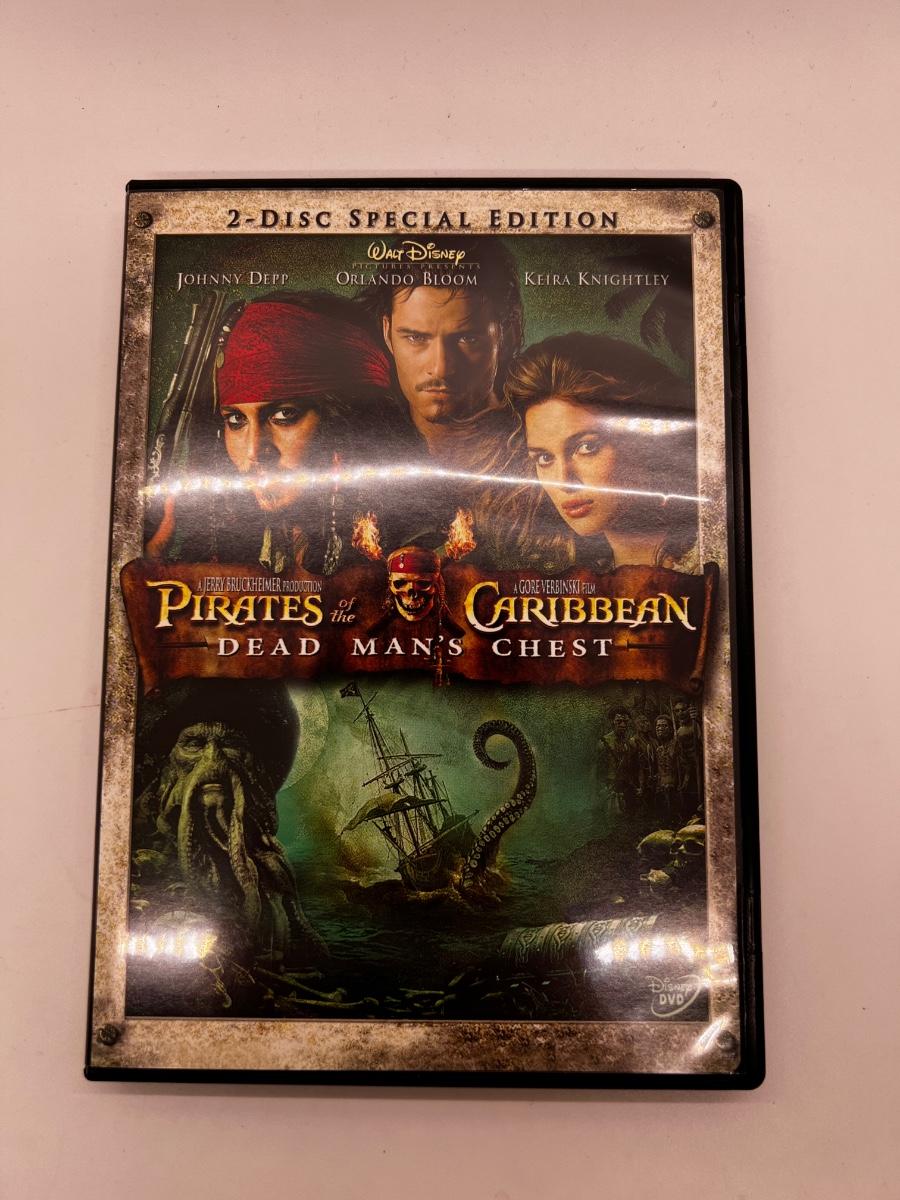 2-DISC SPECIAL EDITION
WALT DISNEY
PICTURES PRESENTS
JOHNNY DEPP ORLANDO BLOOM KEIRA KNIGHTLEY
A JERRY BRUCKHEIMER PRODUCTION A GORE VERBINSKI FILM
PIRATES of the CARIBBEAN
DEAD MAN'S CHEST
DISNEY
DVD